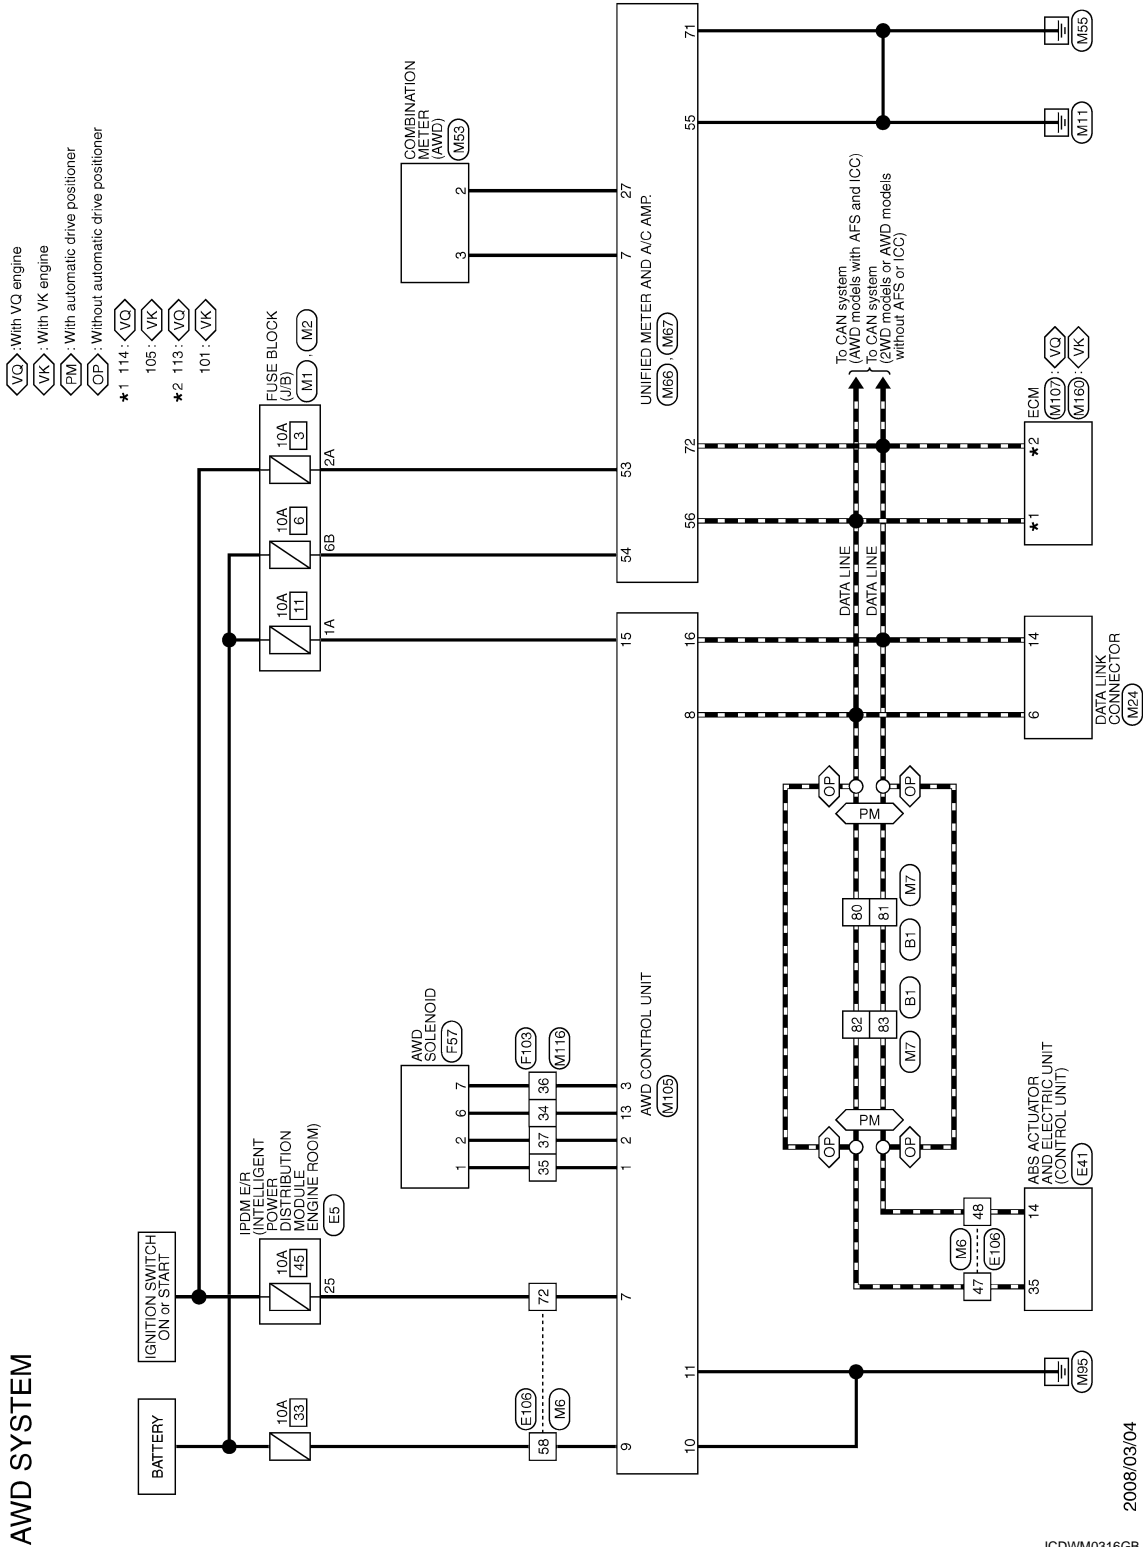 AWD SYSTEM
BATTERY
IGNITION SWITCH
ON or START
VQ :With VQ engine
VK : With VK engine
PM : With automatic drive positioner
OP : Without automatic drive positioner
*1 114 : VQ
105 : VK
*2 113 : VQ
101 : VK
10A
33
IPDM E/R
(INTELLIGENT
POWER
DISTRIBUTION
MODULE
ENGINE ROOM)
E5
10A
45
25
10A
11
1A
10A
6
6B
10A
3
2A
FUSE BLOCK
(J/B)
M1 , M2
AWD
SOLENOID
F57
1
2
6
7
COMBINATION
METER
(AWD)
M53
3
2
E106
M6
58
72
35
37
34
36
F103
M116
9
7
1
2
13
3
15
54
53
7
27
AWD CONTROL UNIT
M105
UNIFIED METER AND A/C AMP.
M66 , M67
10
11
8
16
56
72
55
71
DATA LINE
DATA LINE
To CAN system
(AWD models with AFS and ICC)
To CAN system
(2WD models or AWD models
without AFS or ICC)
OP
PM
OP
82
83
M7
B1
80
81
B1
M7
OP
PM
OP
47
48
M6
E106
35
14
ABS ACTUATOR
AND ELECTRIC UNIT
(CONTROL UNIT)
E41
6
14
DATA LINK
CONNECTOR
M24
*1
*2
ECM
M107 : VQ
M160 : VK
M95
M11
M55
2008/03/04
JCDWM0316GB